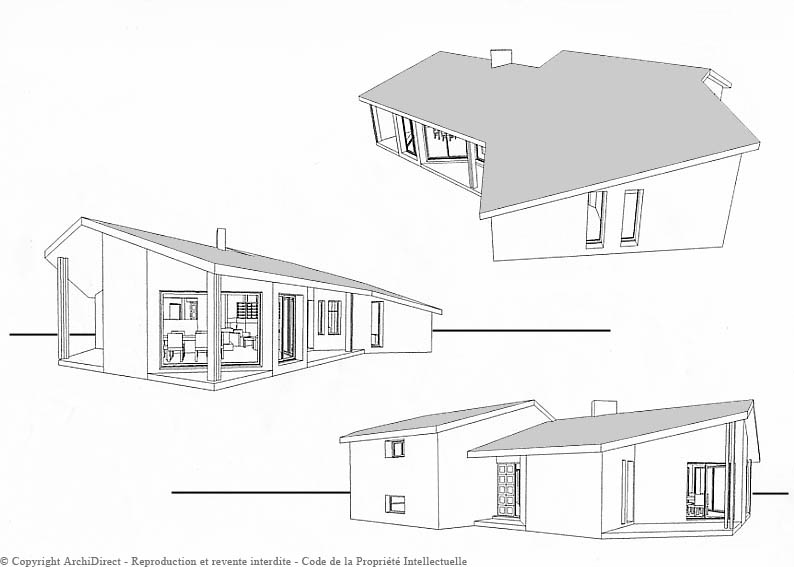 © Copyright ArchiDirect - Reproduction et revente interdite - Code de la Propriété Intellectuelle